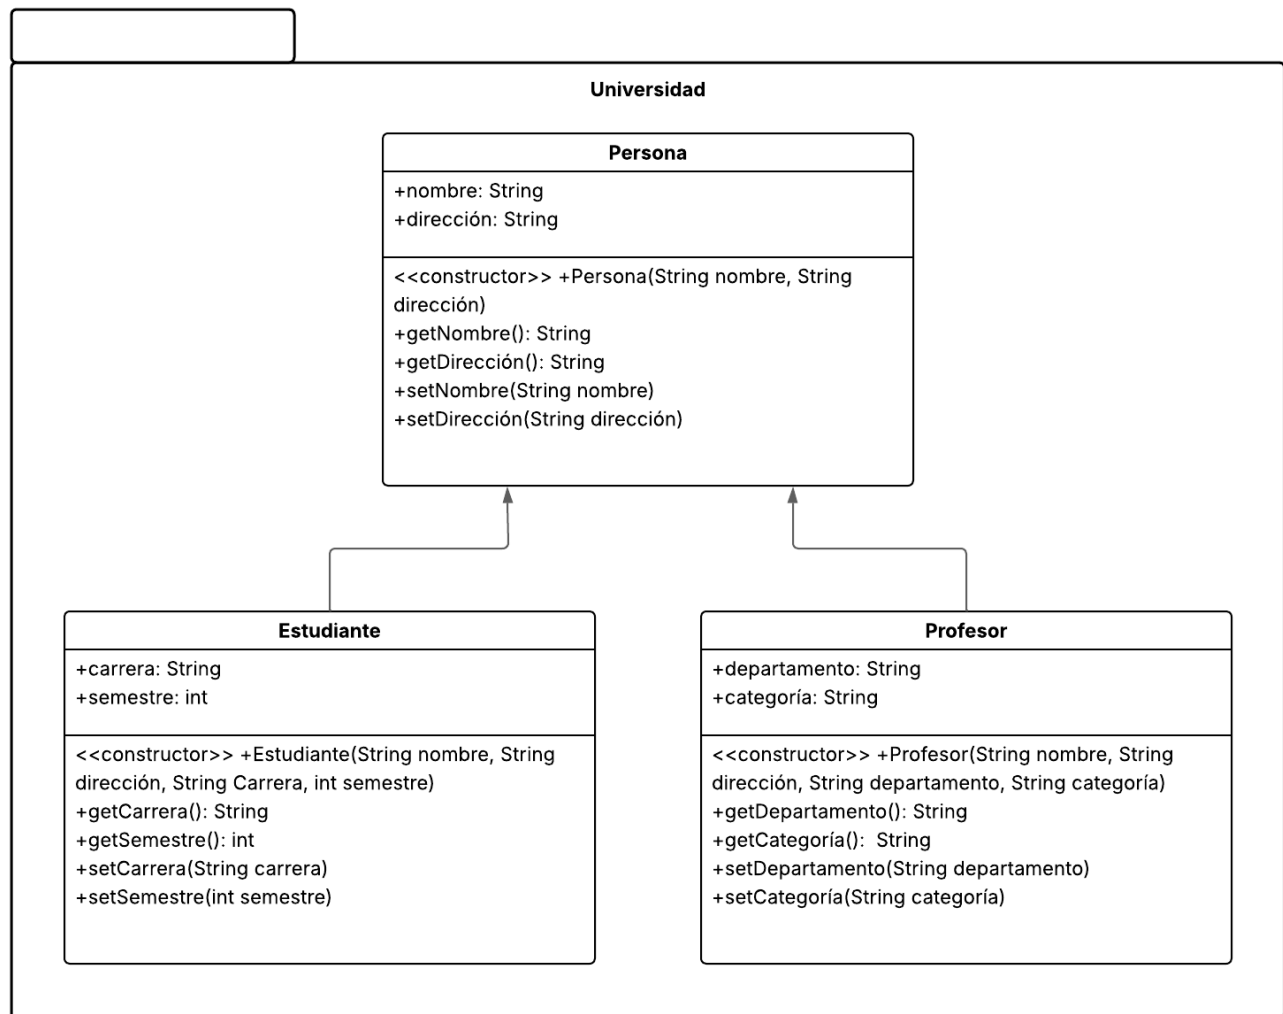 Universidad
Persona
+nombre: String
+dirección: String
<<constructor>> +Persona(String nombre, String
dirección)
+getNombre(): String
+getDirección(): String
+setNombre(String nombre)
+setDirección(String dirección)
Estudiante
+carrera: String
+semestre: int
<<constructor>> +Estudiante(String nombre, String
dirección, String Carrera, int semestre)
+getCarrera(): String
+getSemestre(): int
+setCarrera(String carrera)
+setSemestre(int semestre)
Profesor
+departamento: String
+categoría: String
<<constructor>> +Profesor(String nombre, String
dirección, String departamento, String categoría)
+getDepartamento(): String
+getCategoría():  String
+setDepartamento(String departamento)
+setCategoría(String categoría)